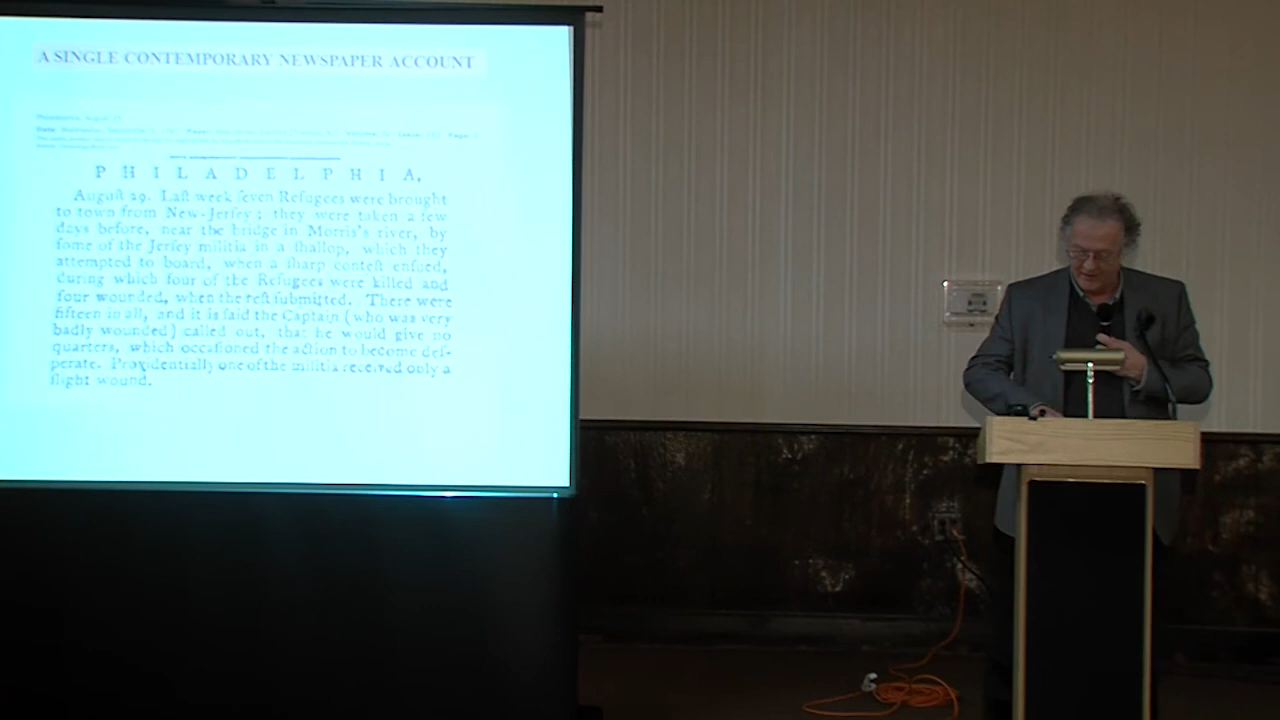 A SINGLE CONTEMPORARY NEWSPAPER ACCOUNT
Philadelphia, August 29
P H I L A D E L P H I A,
Auguſt 29. Laſt week ſeven Refugees were brought
to town from New-Jerſey; they were taken a few
days before, near the bridge in Morris's river, by
ſome of the Jerſey militia in a ſhallop, which they
attempted to board, when a ſharp conteſt enſued,
during which four of the Refugees were killed and
four wounded, when the reſt ſubmitted. There were
fifteen in all, and it is ſaid the Captain (who was very
badly wounded) called out, that he would give no
quarters, which occaſioned the action to become deſ-
perate. Providentially one of the militia received only a
ſlight wound.